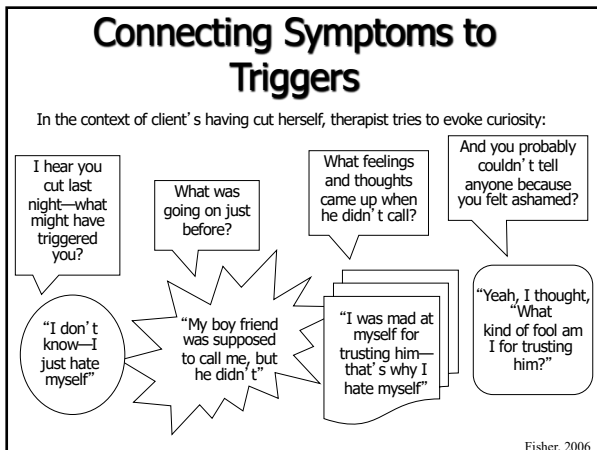 Connecting Symptoms to
Triggers
In the context of client's having cut herself, therapist tries to evoke curiosity:
I hear you
cut last
night—what
might have
triggered
you?
What was
going on just
before?
What feelings
and thoughts
came up when
he didn't call?
And you probably
couldn't tell
anyone because
you felt ashamed?
“I don't
know—I
just hate
myself”
“My boy friend
was supposed
to call me, but
he didn't”
“I was mad at
myself for
trusting him—
that's why I
hate myself”
“Yeah, I thought,
“What
kind of fool am
I for trusting
him?”
Fisher, 2006